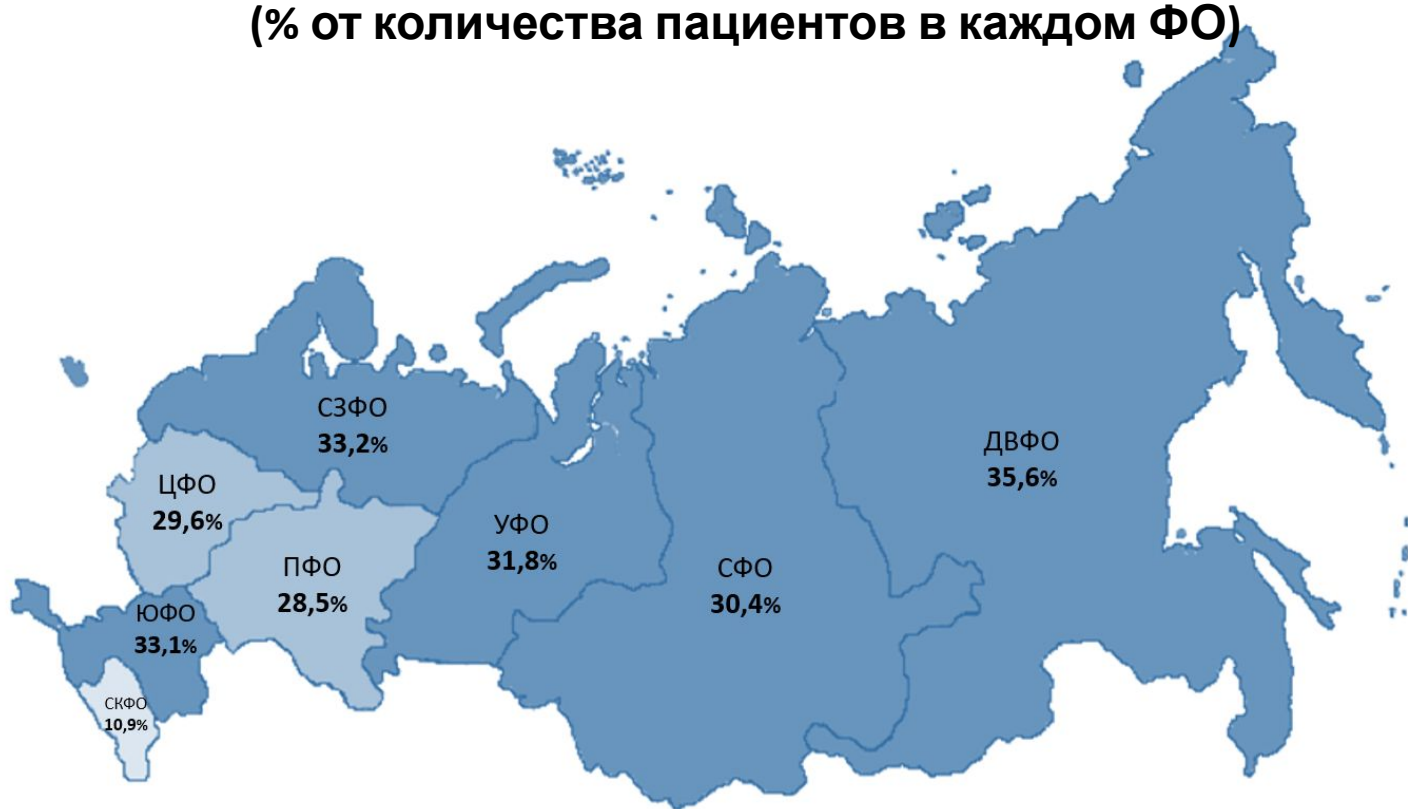 (% от количества пациентов в каждом ФО)
СЗФО
33,2%
ДВФО
35,6%
ЦФО
29,6%
УФО
31,8%
ПФО
28,5%
СФО
30,4%
ЮФО
33,1%
СКФО
10,9%